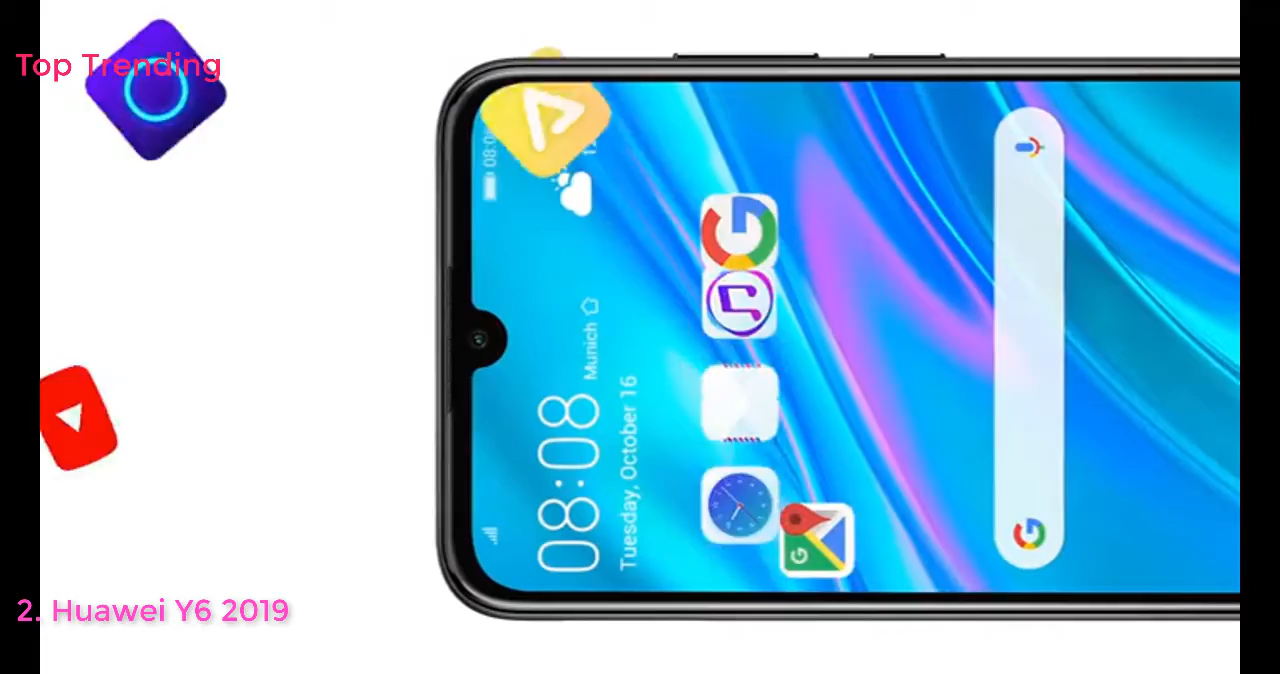 Top Trending
08:08
Munich
Tuesday, October 16
2. Huawei Y6 2019